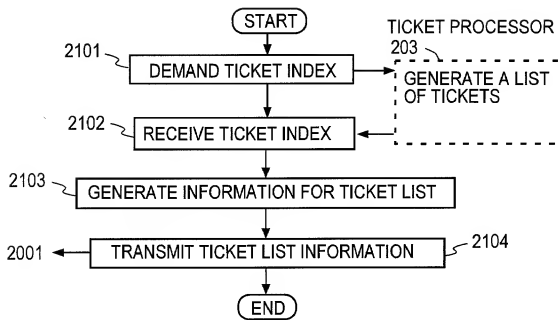 START
TICKET PROCESSOR
203
2101
DEMAND TICKET INDEX
GENERATE A LIST
OF TICKETS
2102
RECEIVE TICKET INDEX
2103
GENERATE INFORMATION FOR TICKET LIST
2001
TRANSMIT TICKET LIST INFORMATION
2104
END